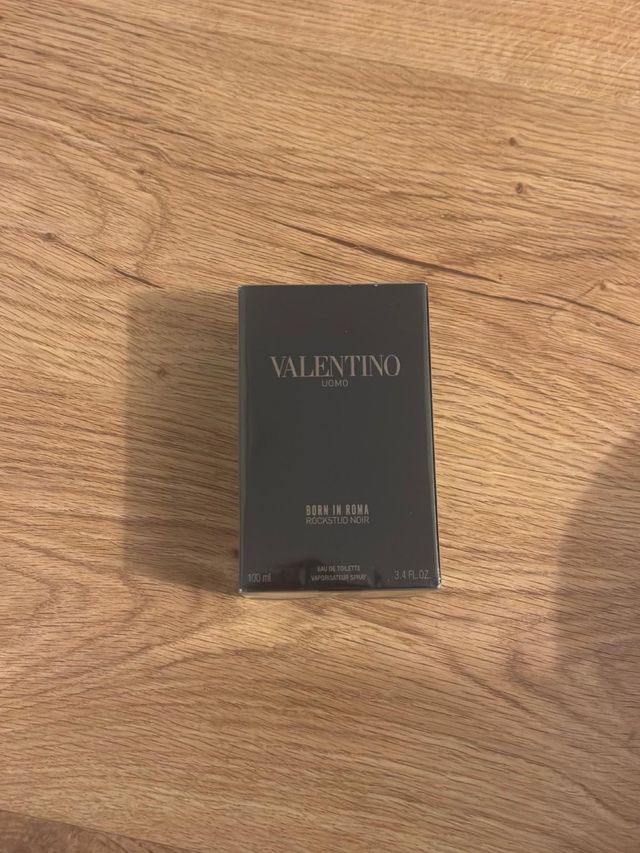 VALENTINO
UOMO
BORN IN ROMA
ROCKSTUD NOIR
EAU DE TOILETTE
100 ml VAPORISATEUR SPRAY 3.4 FL.OZ.